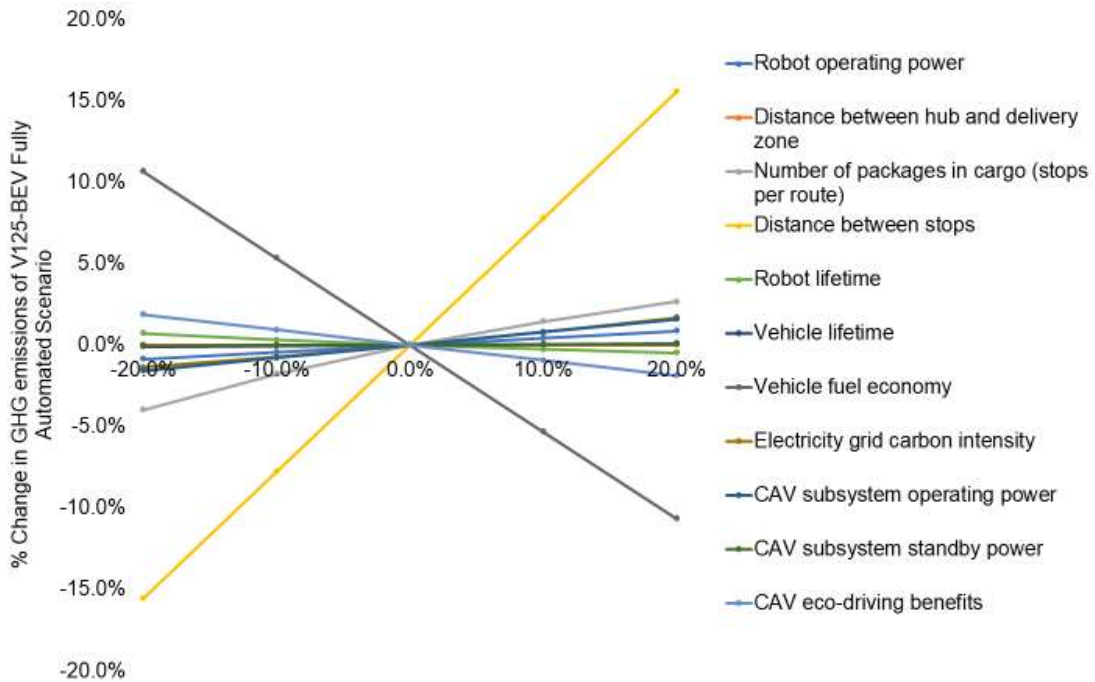 % Change in GHG emissions of V125-BEV Fully
Automated Scenario
20.0%
15.0%
10.0%
5.0%
0.0%
-5.0%
-10.0%
-15.0%
-20.0%
-20.0%
-10.0%
0.0%
10.0%
20.0%
Robot operating power
Distance between hub and delivery
zone
Number of packages in cargo (stops
per route)
Distance between stops
Robot lifetime
Vehicle lifetime
Vehicle fuel economy
Electricity grid carbon intensity
CAV subsystem operating power
CAV subsystem standby power
CAV eco-driving benefits